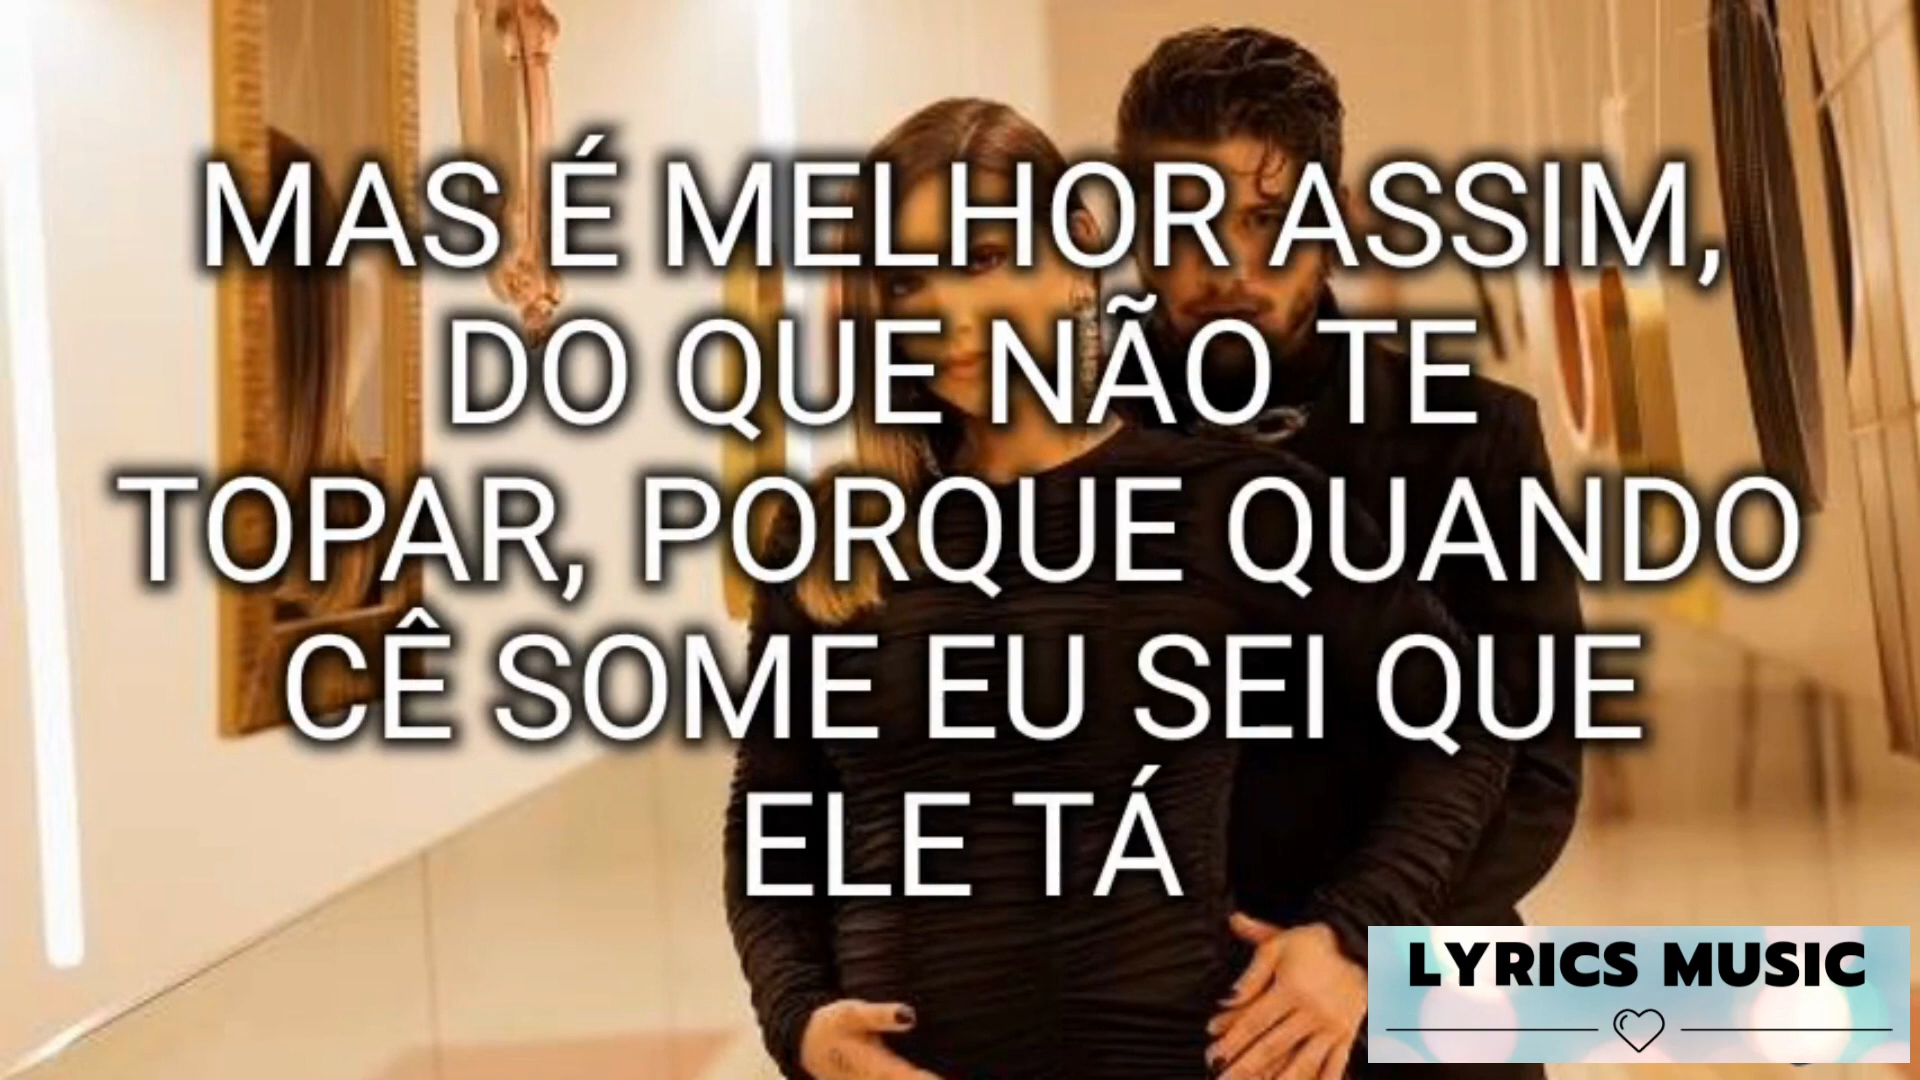 MAS É MELHOR ASSIM,
DO QUE NÃO TE
TOPAR, PORQUE QUANDO
CÊ SOME EU SEI QUE
ELE TÁ
LYRICS MUSIC